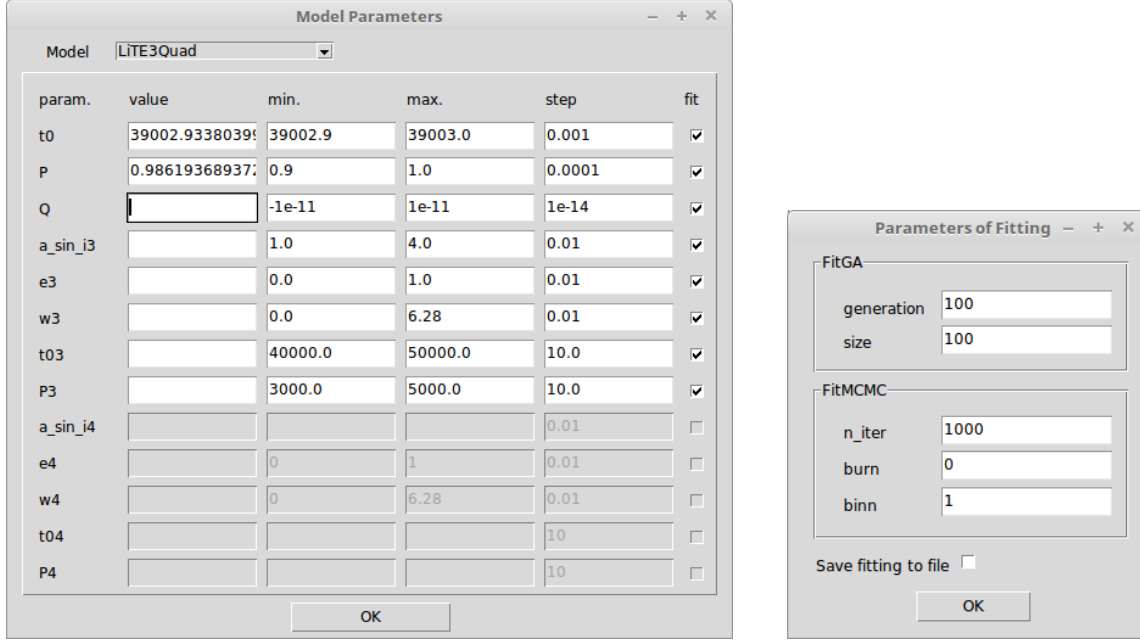 Model Parameters
Model LiTE3Quad
param. value min. max. step fit
t0 39002.93380399 39002.9 39003.0 0.001
P 0.986193689372 0.9 1.0 0.0001
Q -1e-11 1e-11 1e-14
a_sin_i3 1.0 4.0 0.01
e3 0.0 1.0 0.01
w3 0.0 6.28 0.01
t03 40000.0 50000.0 10.0
P3 3000.0 5000.0 10.0
a_sin_i4 0.01
e4 0 1 0.01
w4 0 6.28 0.01
t04 10
P4 10
OK
Parameters of Fitting
FitGA
generation 100
size 100
FitMCMC
n_iter 1000
burn 0
binn 1
Save fitting to file
OK